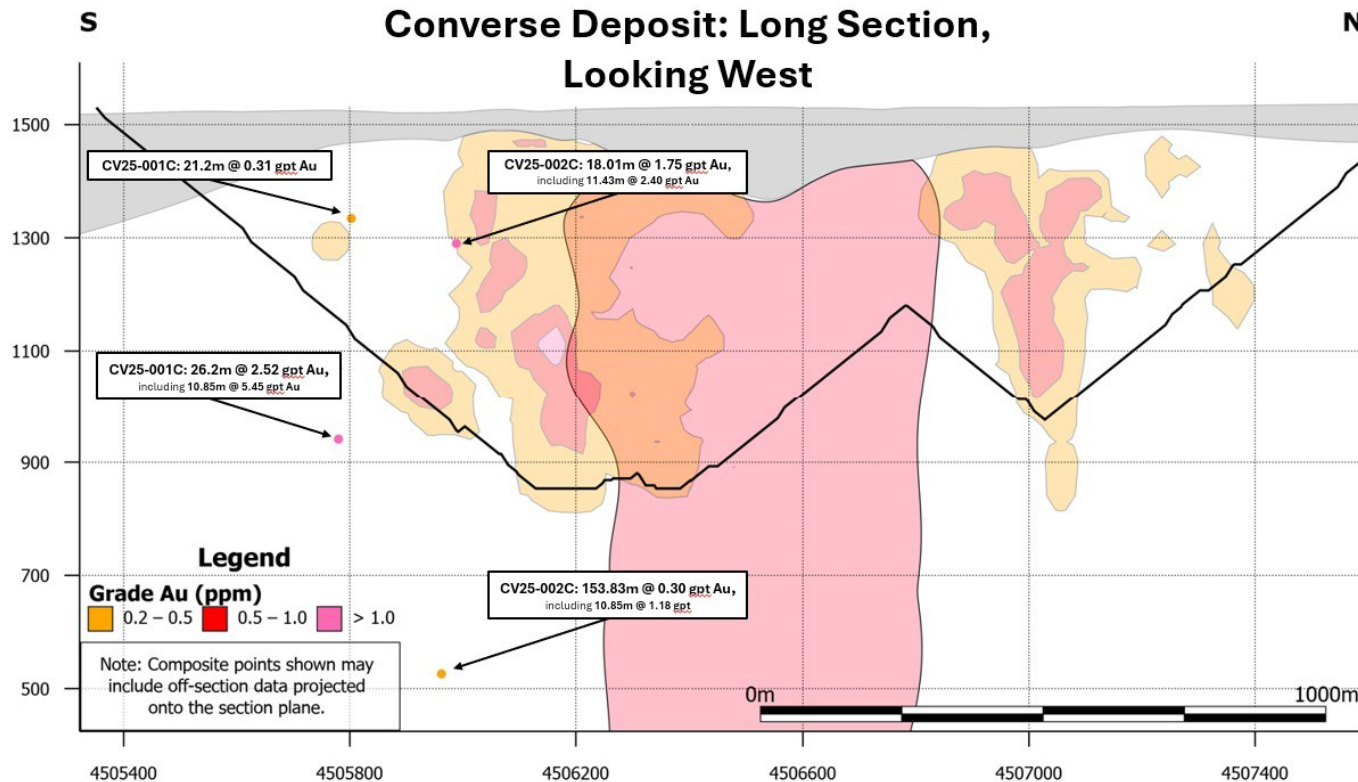 S
Converse Deposit: Long Section,
Looking West
N
1500
1300
1100
900
700
500
CV25-001C: 21.2m @ 0.31 gpt Au
CV25-002C: 18.01m @ 1.75 gpt Au,
including 11.43m @ 2.40 gpt Au
CV25-001C: 26.2m @ 2.52 gpt Au,
including 10.85m @ 5.45 gpt Au
CV25-002C: 153.83m @ 0.30 gpt Au,
including 10.85m @ 1.18 gpt
Legend
Grade Au (ppm)
0.2 – 0.5
0.5 – 1.0
> 1.0
Note: Composite points shown may
include off-section data projected
onto the section plane.
0m
1000m
4505400
4505800
4506200
4506600
4507000
4507400